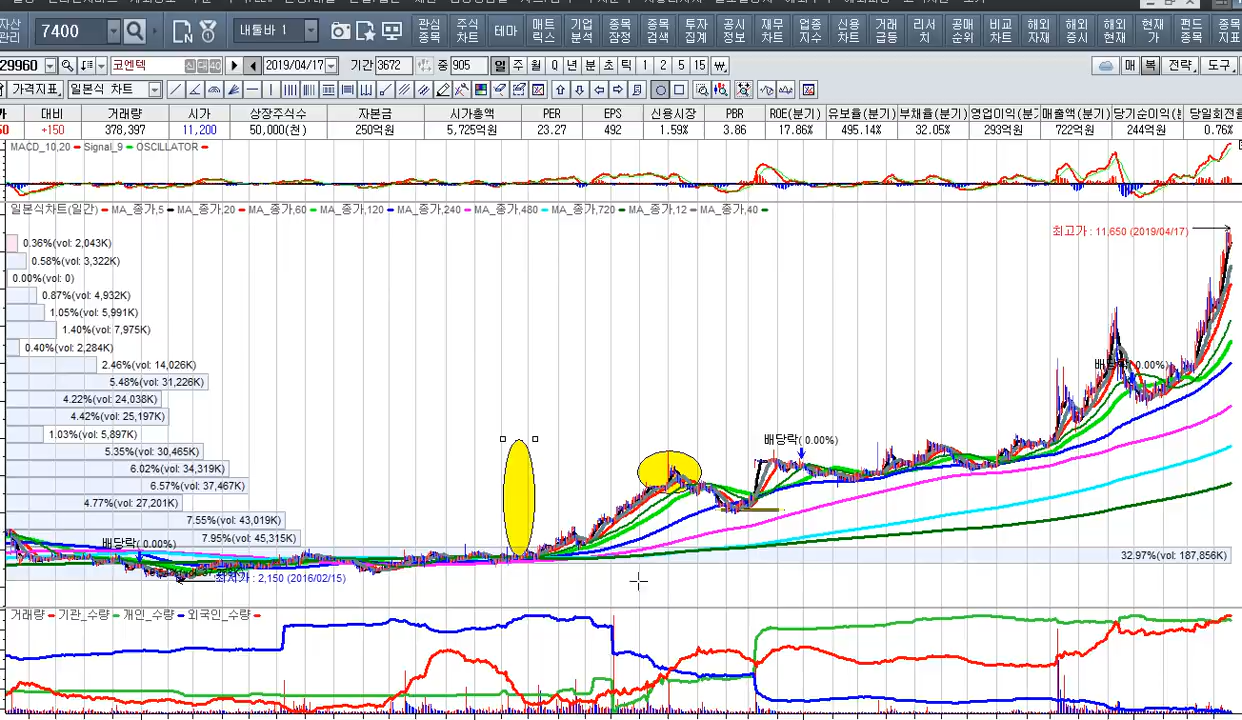 자산 관리 7400 내툴바 1 관심 종목 주식 차트 테마 매트 릭스 기업 분석 종목 잠정 종목 검색 투자 집계 공시 정보 재무 차트 업종 지수 신용 차트 거래 급등 리서 치 공매 순위 비교 차트 해외 자재 해외 증시 해외 현재 현재 가 펀드 종목 종목 지표
29960 코엔텍 신 대 40 2019/04/17 기간 3672 중 905 일 주 월 Q 년 분 초 틱 1 2 3 5 15 매 복 전략 도구
가격지표 일본식 차트
대비 거래량 시가 상장주식수 자본금 시가총액 PER EPS 신용시장 PBR ROE(분기) 유보율(분기) 부채율(분기) 영업이익(분기 매출액(분기) 당기순이익(분 당일회전
+150 378,397 11,200 50,000(천) 250억원 5,725억원 23.27 492 1.59% 3.86 17.86% 495.14% 32.05% 293억원 722억원 244억원 0.76%
MACD_10,20 Signal_9 OSCILLATOR
일본식차트(일간) MA_종가,5 MA_종가,20 MA_종가,60 MA_종가,120 MA_종가,240 MA_종가,480 MA_종가,720 MA_종가,12 MA_종가,40
최고가 : 11,650 (2019/04/17)
0.36%(vol: 2,043K)
0.58%(vol: 3,322K)
0.00%(vol: 0)
0.87%(vol: 4,932K)
1.05%(vol: 5,991K)
1.40%(vol: 7,975K)
0.40%(vol: 2,284K)
2.46%(vol: 14,026K)
배당락( 0.00%)
5.48%(vol: 31,226K)
4.22%(vol: 24,038K)
4.42%(vol: 25,197K)
1.03%(vol: 5,897K)
배당락( 0.00%)
5.35%(vol: 30,465K)
6.02%(vol: 34,319K)
6.57%(vol: 37,467K)
4.77%(vol: 27,201K)
7.55%(vol: 43,019K)
7.95%(vol: 45,315K)
배당락( 0.00%)
32.97%(vol: 187,856K)
최저가 : 2,150 (2016/02/15)
거래량 기관_수량 개인_수량 외국인_수량